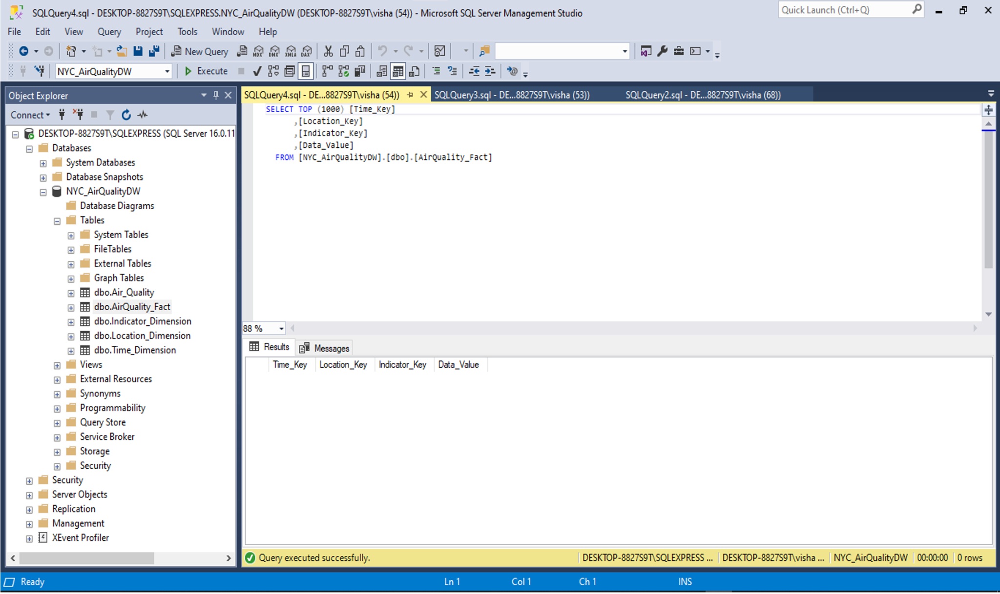 SQLQuery4.sql - DESKTOP-8827S9T\SQLEXPRESS.NYC_AirQualityDW (DESKTOP-8827S9T\visha (54)) - Microsoft SQL Server Management Studio
Quick Launch (Ctrl+Q)
File Edit View Query Project Tools Window Help
New Query MDX DMX XMLA DAX
NYC_AirQualityDW Execute
Object Explorer
Connect
DESKTOP-8827S9T\SQLEXPRESS (SQL Server 16.0.11
Databases
System Databases
Database Snapshots
NYC_AirQualityDW
Database Diagrams
Tables
System Tables
FileTables
External Tables
Graph Tables
dbo.Air_Quality
dbo.AirQuality_Fact
dbo.Indicator_Dimension
dbo.Location_Dimension
dbo.Time_Dimension
Views
External Resources
Synonyms
Programmability
Query Store
Service Broker
Storage
Security
Security
Server Objects
Replication
Management
XEvent Profiler
SQLQuery4.sql - DE...8827S9T\visha (54)) SQLQuery3.sql - DE...8827S9T\visha (53)) SQLQuery2.sql - DE...8827S9T\visha (68))
SELECT TOP (1000) [Time_Key]
,[Location_Key]
,[Indicator_Key]
,[Data_Value]
FROM [NYC_AirQualityDW].[dbo].[AirQuality_Fact]
88 %
Results Messages
Time_Key Location_Key Indicator_Key Data_Value
Query executed successfully. DESKTOP-8827S9T\SQLEXPRESS ... DESKTOP-8827S9T\visha ... NYC_AirQualityDW 00:00:00 0 rows
Ready Ln 1 Col 1 Ch 1 INS